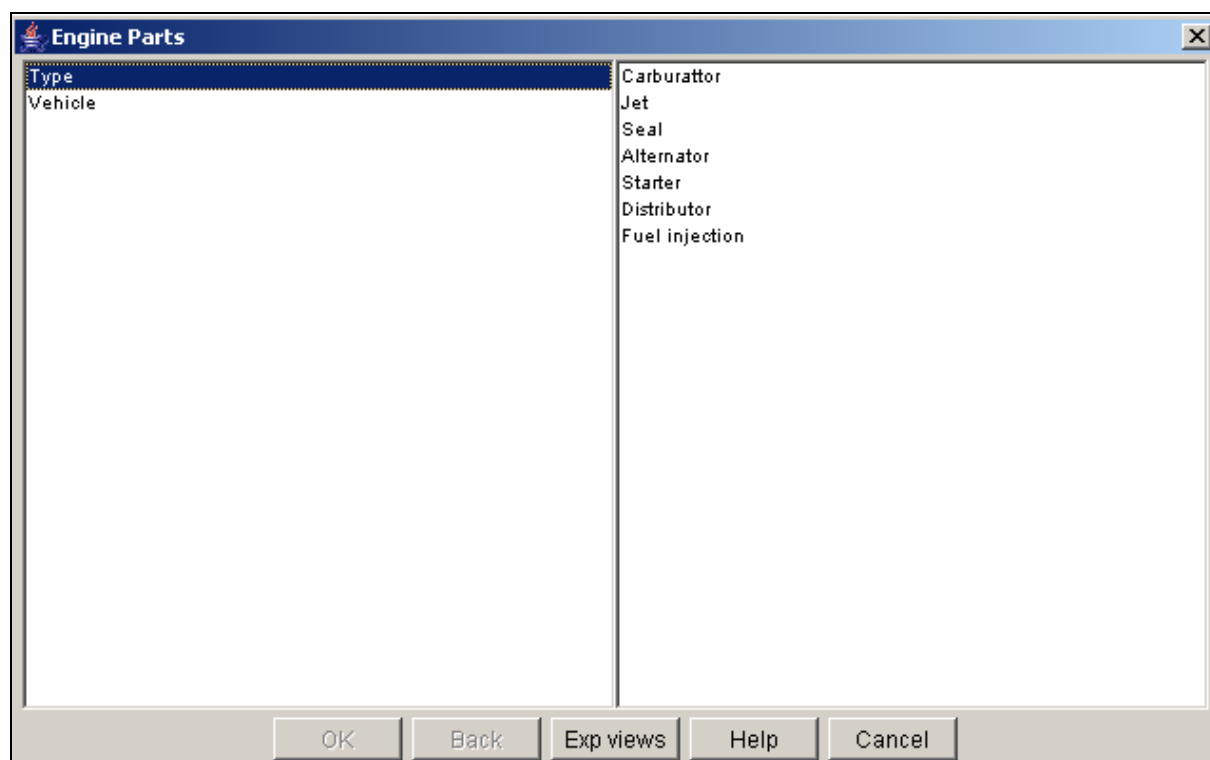 Engine Parts
Type
Vehicle
Carburattor
Jet
Seal
Alternator
Starter
Distributor
Fuel injection
OK Back Exp views Help Cancel